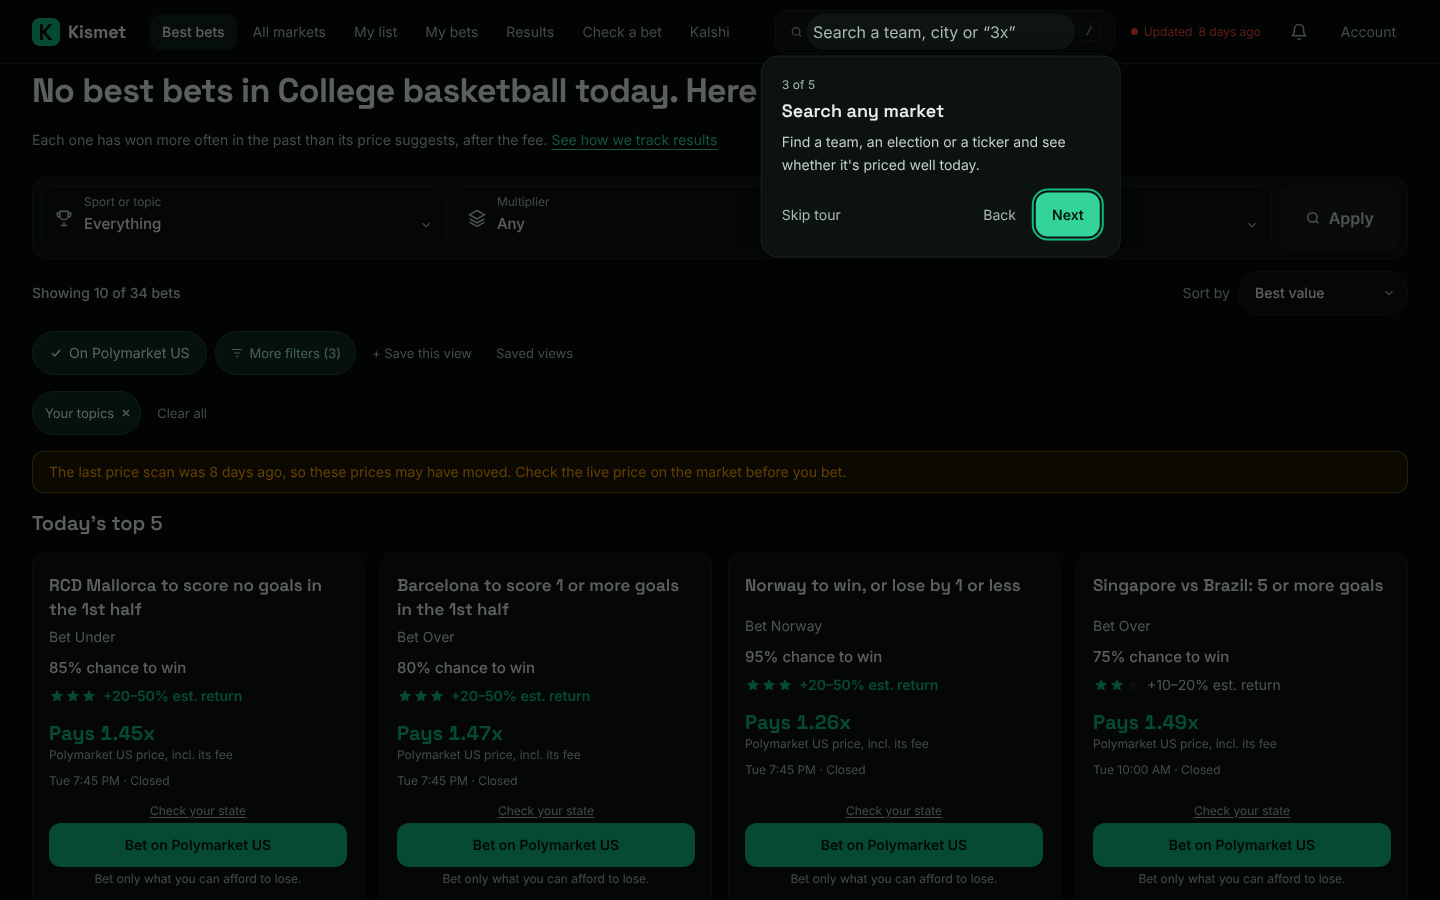 K Kismet
Best bets
All markets
My list
My bets
Results
Check a bet
Kalshi
Search a team, city or “3x”
/
Updated 8 days ago
Account
No best bets in College basketball today. Here
Each one has won more often in the past than its price suggests, after the fee. See how we track results
3 of 5
Search any market
Find a team, an election or a ticker and see
whether it's priced well today.
Skip tour
Back
Next
Sport or topic
Everything
Multiplier
Any
Apply
Showing 10 of 34 bets
Sort by
Best value
On Polymarket US
More filters (3)
+ Save this view
Saved views
Your topics ×
Clear all
The last price scan was 8 days ago, so these prices may have moved. Check the live price on the market before you bet.
Today's top 5
RCD Mallorca to score no goals in
the 1st half
Bet Under
85% chance to win
★★★ +20–50% est. return
Pays 1.45x
Polymarket US price, incl. its fee
Tue 7:45 PM · Closed
Check your state
Bet on Polymarket US
Bet only what you can afford to lose.
Barcelona to score 1 or more goals
in the 1st half
Bet Over
80% chance to win
★★★ +20–50% est. return
Pays 1.47x
Polymarket US price, incl. its fee
Tue 7:45 PM · Closed
Check your state
Bet on Polymarket US
Bet only what you can afford to lose.
Norway to win, or lose by 1 or less
Bet Norway
95% chance to win
★★★ +20–50% est. return
Pays 1.26x
Polymarket US price, incl. its fee
Tue 7:45 PM · Closed
Check your state
Bet on Polymarket US
Bet only what you can afford to lose.
Singapore vs Brazil: 5 or more goals
Bet Over
75% chance to win
★★★ +10–20% est. return
Pays 1.49x
Polymarket US price, incl. its fee
Tue 10:00 AM · Closed
Check your state
Bet on Polymarket US
Bet only what you can afford to lose.